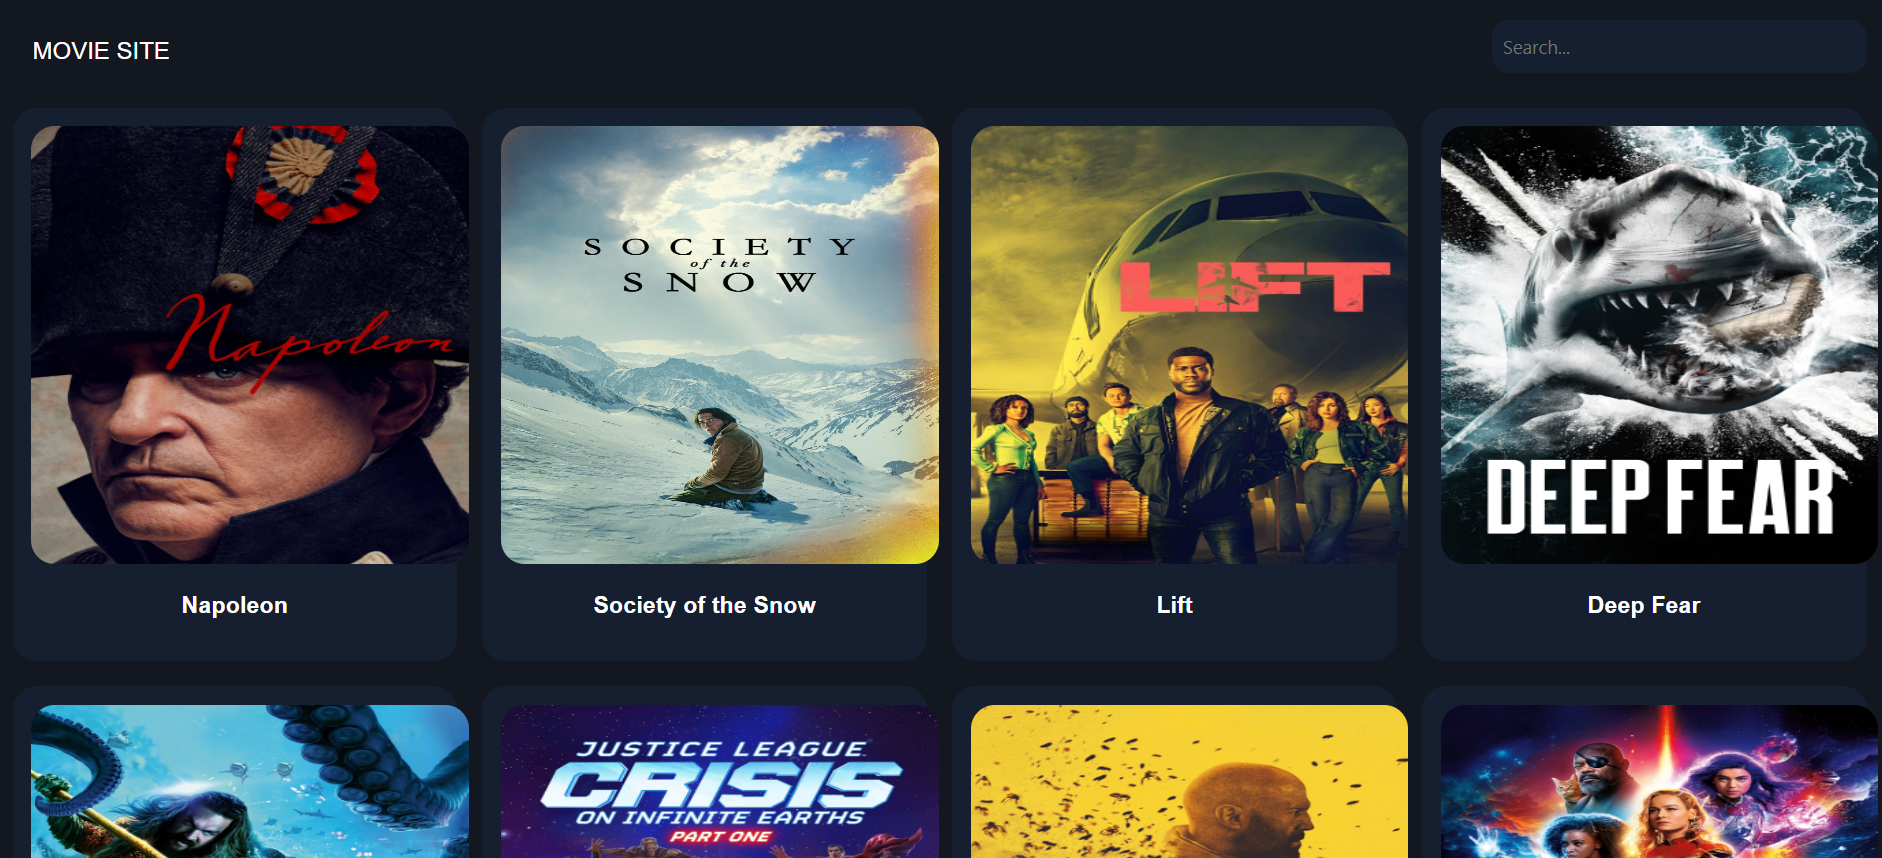 MOVIE SITE
Search...
Napoleon
SOCIETY
of the
SNOW
LIFT
DEEP FEAR
Napoleon
Society of the Snow
Lift
Deep Fear
JUSTICE LEAGUE
CRISIS
ON INFINITE EARTHS
PART ONE